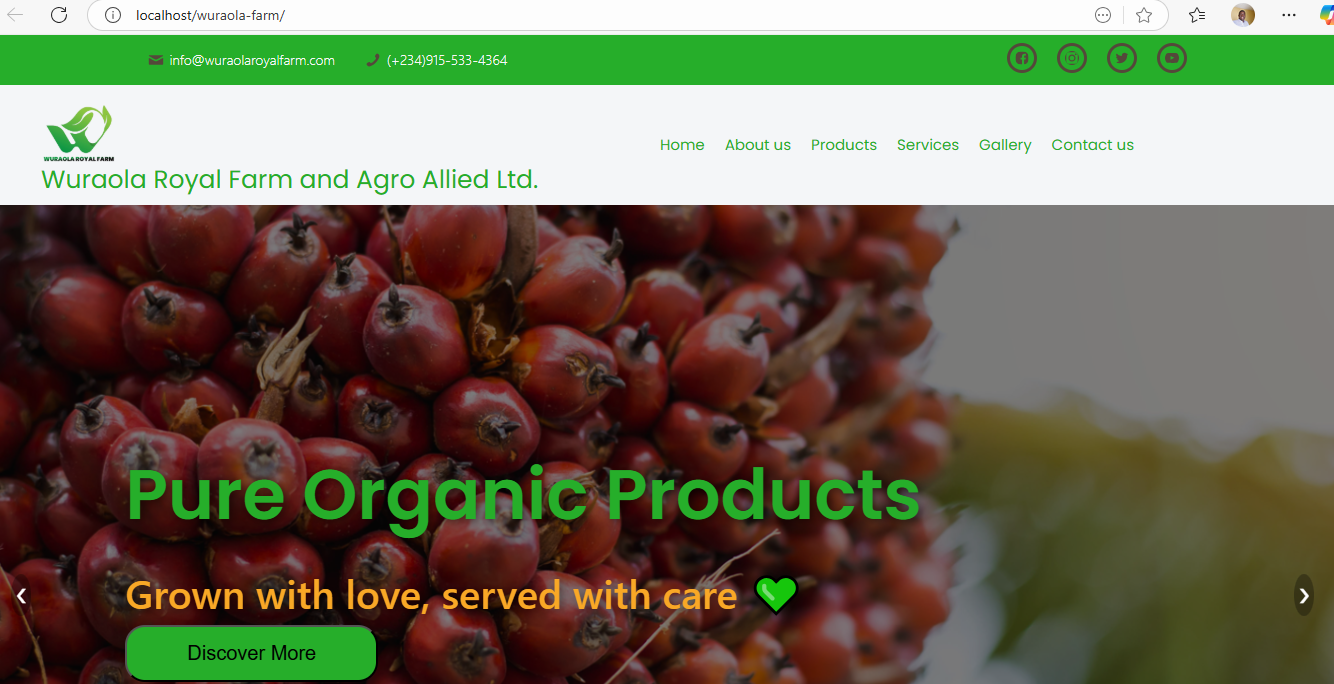 localhost/wuraola-farm/
info@wuraolaroyalfarm.com (+234)915-533-4364
WURAOLA ROYAL FARM
Wuraola Royal Farm and Agro Allied Ltd.
Home About us Products Services Gallery Contact us
Pure Organic Products
Grown with love, served with care
Discover More